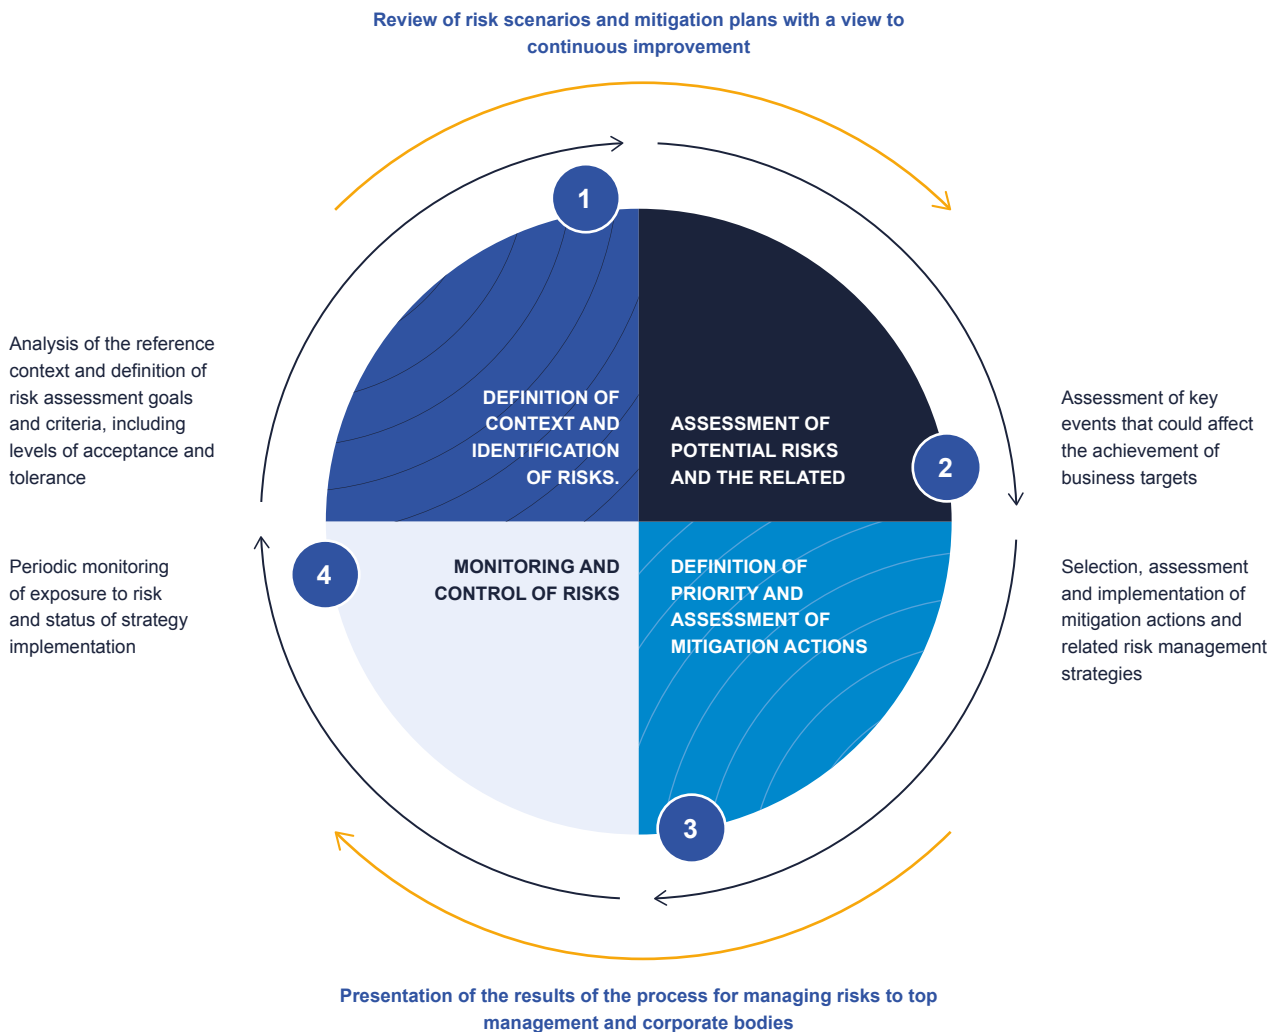 Review of risk scenarios and mitigation plans with a view to
continuous improvement
1
Analysis of the reference
context and definition of
risk assessment goals
and criteria, including
levels of acceptance and
tolerance
DEFINITION OF
CONTEXT AND
IDENTIFICATION
OF RISKS.
ASSESSMENT OF
POTENTIAL RISKS
AND THE RELATED
2
Assessment of key
events that could affect
the achievement of
business targets
Periodic monitoring
of exposure to risk
and status of strategy
implementation
4
MONITORING AND
CONTROL OF RISKS
DEFINITION OF
PRIORITY AND
ASSESSMENT OF
MITIGATION ACTIONS
Selection, assessment
and implementation of
mitigation actions and
related risk management
strategies
3
Presentation of the results of the process for managing risks to top
management and corporate bodies